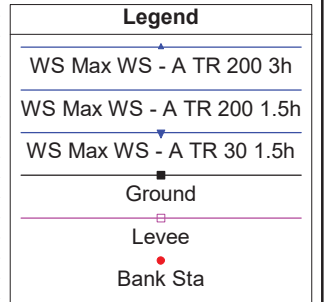 Legend
WS Max WS - A TR 200 3h
WS Max WS - A TR 200 1.5h
WS Max WS - A TR 30 1.5h
Ground
Levee
Bank Sta